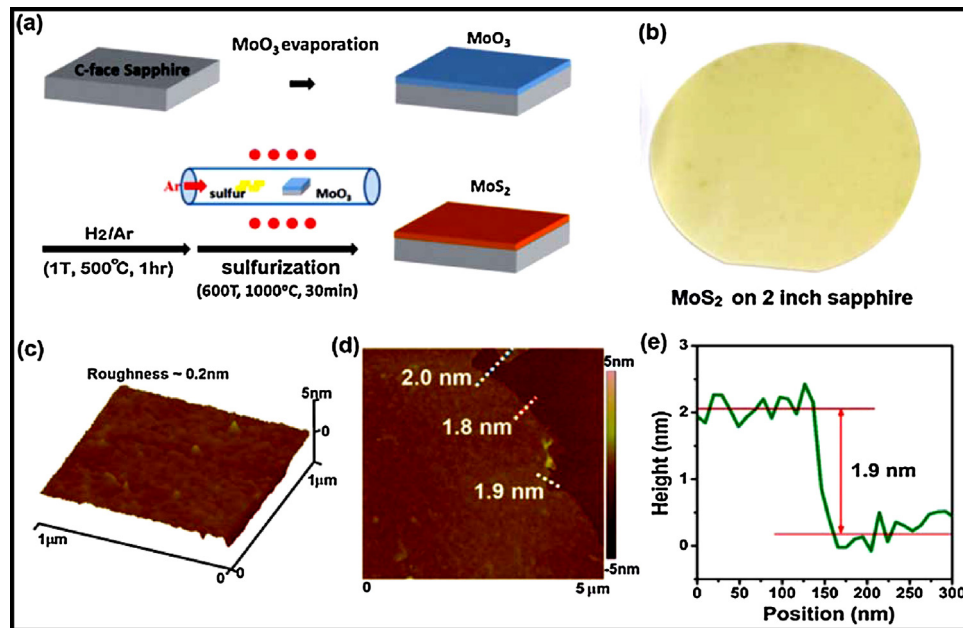 (a)
MoO₃ evaporation
C-face Sapphire
MoO₃
Ar
sulfur
MoO₃
MoS₂
H2/Ar
(1T, 500℃, 1hr)
sulfurization
(600T, 1000°C, 30min)
(b)
MoS₂ on 2 inch sapphire
(c)
Roughness ~ 0.2nm
5nm
0
1μm
1μm
0
0
(d)
2.0 nm
1.8 nm
1.9 nm
5nm
-5nm
0
5 μm
(e)
Height (nm)
3
2
1
0
1.9 nm
0 50 100 150 200 250 300
Position (nm)